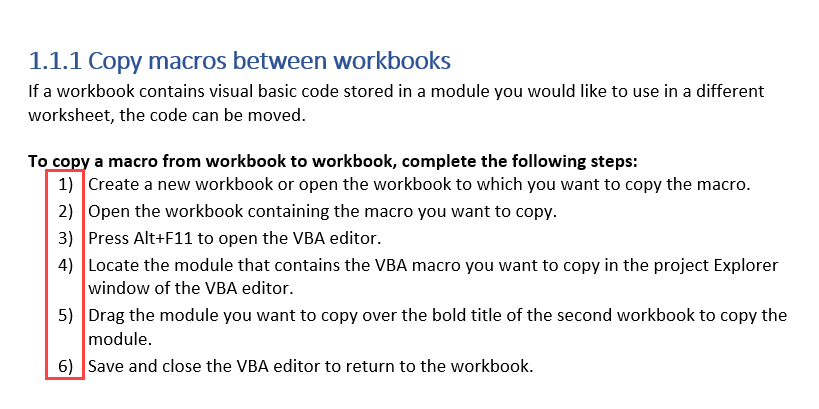 1.1.1 Copy macros between workbooks
If a workbook contains visual basic code stored in a module you would like to use in a different
worksheet, the code can be moved.
To copy a macro from workbook to workbook, complete the following steps:
1) Create a new workbook or open the workbook to which you want to copy the macro.
2) Open the workbook containing the macro you want to copy.
3) Press Alt+F11 to open the VBA editor.
4) Locate the module that contains the VBA macro you want to copy in the project Explorer
window of the VBA editor.
5) Drag the module you want to copy over the bold title of the second workbook to copy the
module.
6) Save and close the VBA editor to return to the workbook.